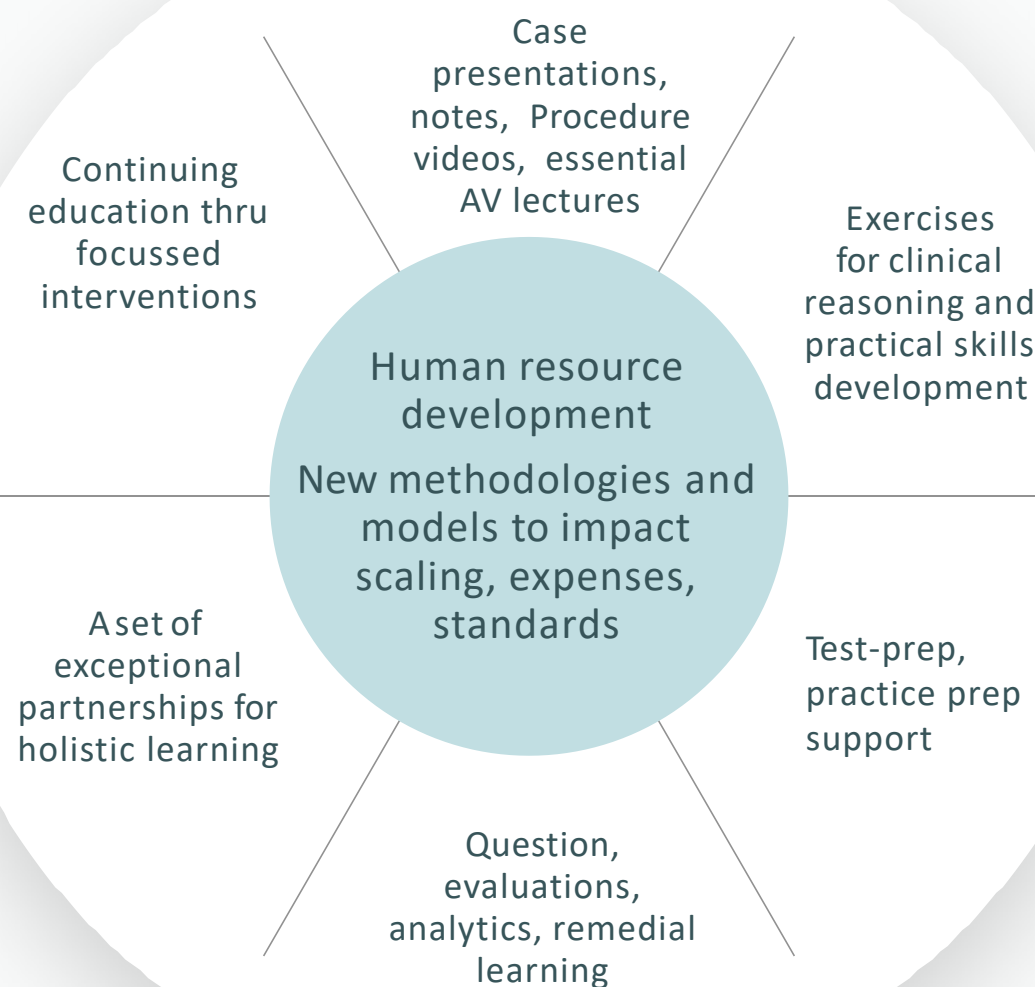 Case
presentations,
notes, Procedure
videos, essential
AV lectures
Exercises
for clinical
reasoning and
practical skills
development
Test-prep,
practice prep
support
Question,
evaluations,
analytics, remedial
learning
A set of
exceptional
partnerships for
holistic learning
Continuing
education thru
focussed
interventions
Human resource
development
New methodologies and
models to impact
scaling, expenses,
standards